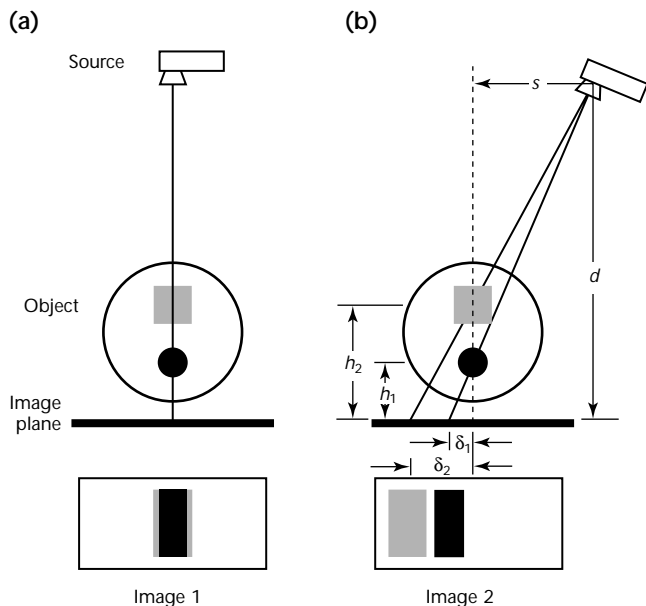 (a)
Source
Object
Image
plane
Image 1
(b)
s
d
h₂
h₁
δ₁
δ₂
Image 2